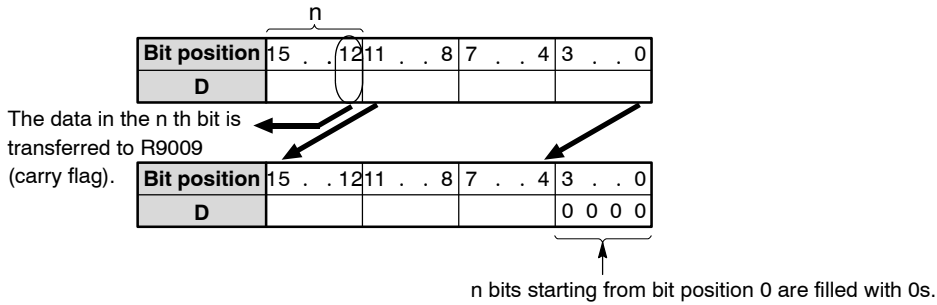 n
Bit position 15 . . 12 11 . . 8 7 . . 4 3 . . 0
D
The data in the n th bit is
transferred to R9009
(carry flag).
Bit position 15 . . 12 11 . . 8 7 . . 4 3 . . 0
D 0 0 0 0
n bits starting from bit position 0 are filled with 0s.